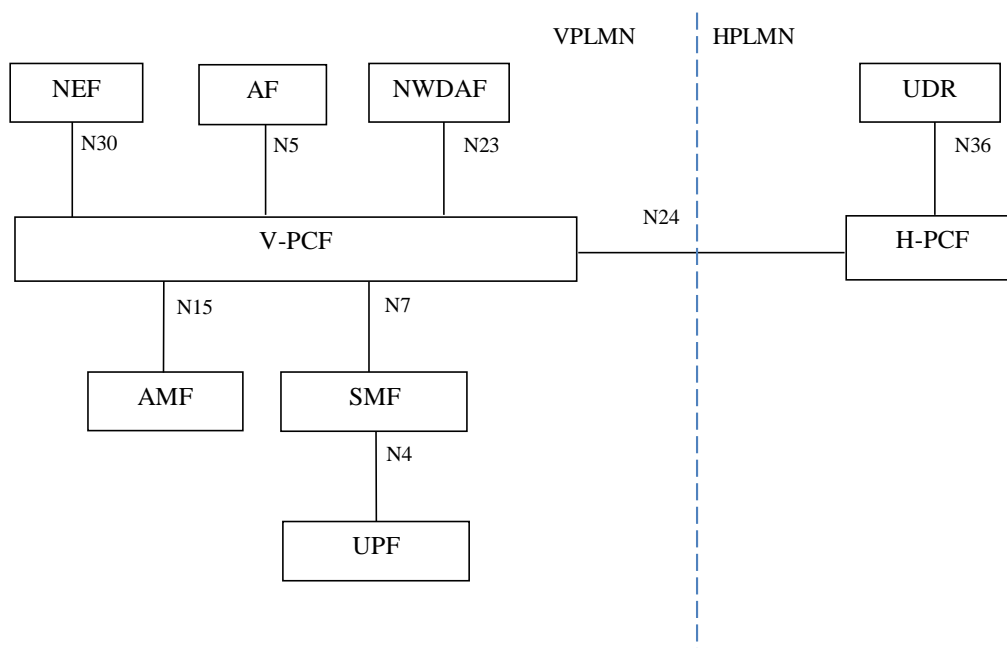 VPLMN
HPLMN
NEF
AF
NWDAF
UDR
N30
N5
N23
N36
V-PCF
N24
H-PCF
N15
N7
AMF
SMF
N4
UPF